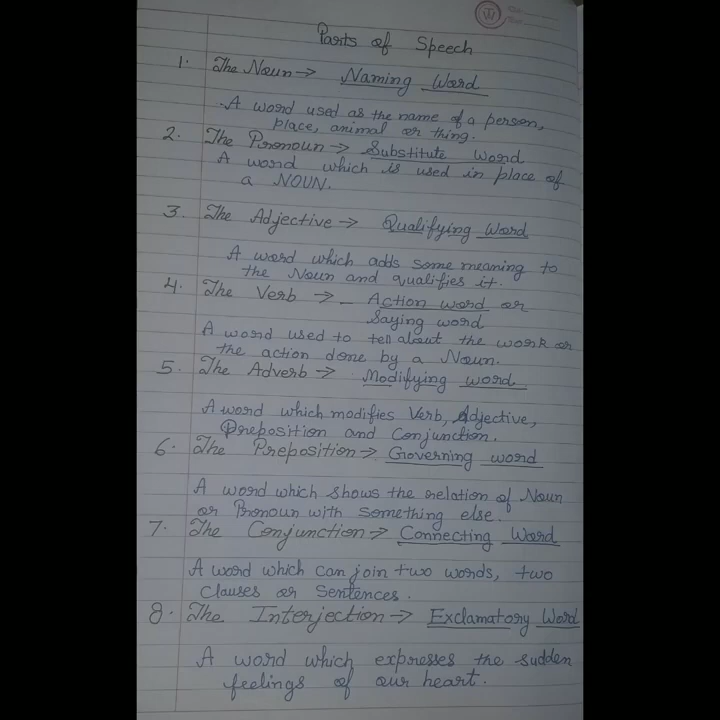 Parts of Speech
1. The Noun → Naming Word
A word used as the name of a person,
place, animal or thing.
2. The Pronoun → Substitute word
A word which is used in place of
a NOUN.
3. The Adjective → Qualifying Word
A word which adds some meaning to
the Noun and qualifies it.
4. The Verb → - Action word or
Saying word
A word used to tell about the work or
the action done by a Noun.
5. The Adverb → Modifying word
A word which modifies Verb, Adjective,
Preposition and Conjunction.
6. The Preposition → Governing word
A word which shows the relation of Noun
or Pronoun with something else.
7. The Conjunction → Connecting Word
A word which can join two words, two
Clauses or Sentences.
8. The Interjection → Exclamatory Word
A word which expresses the sudden
feelings of our heart.